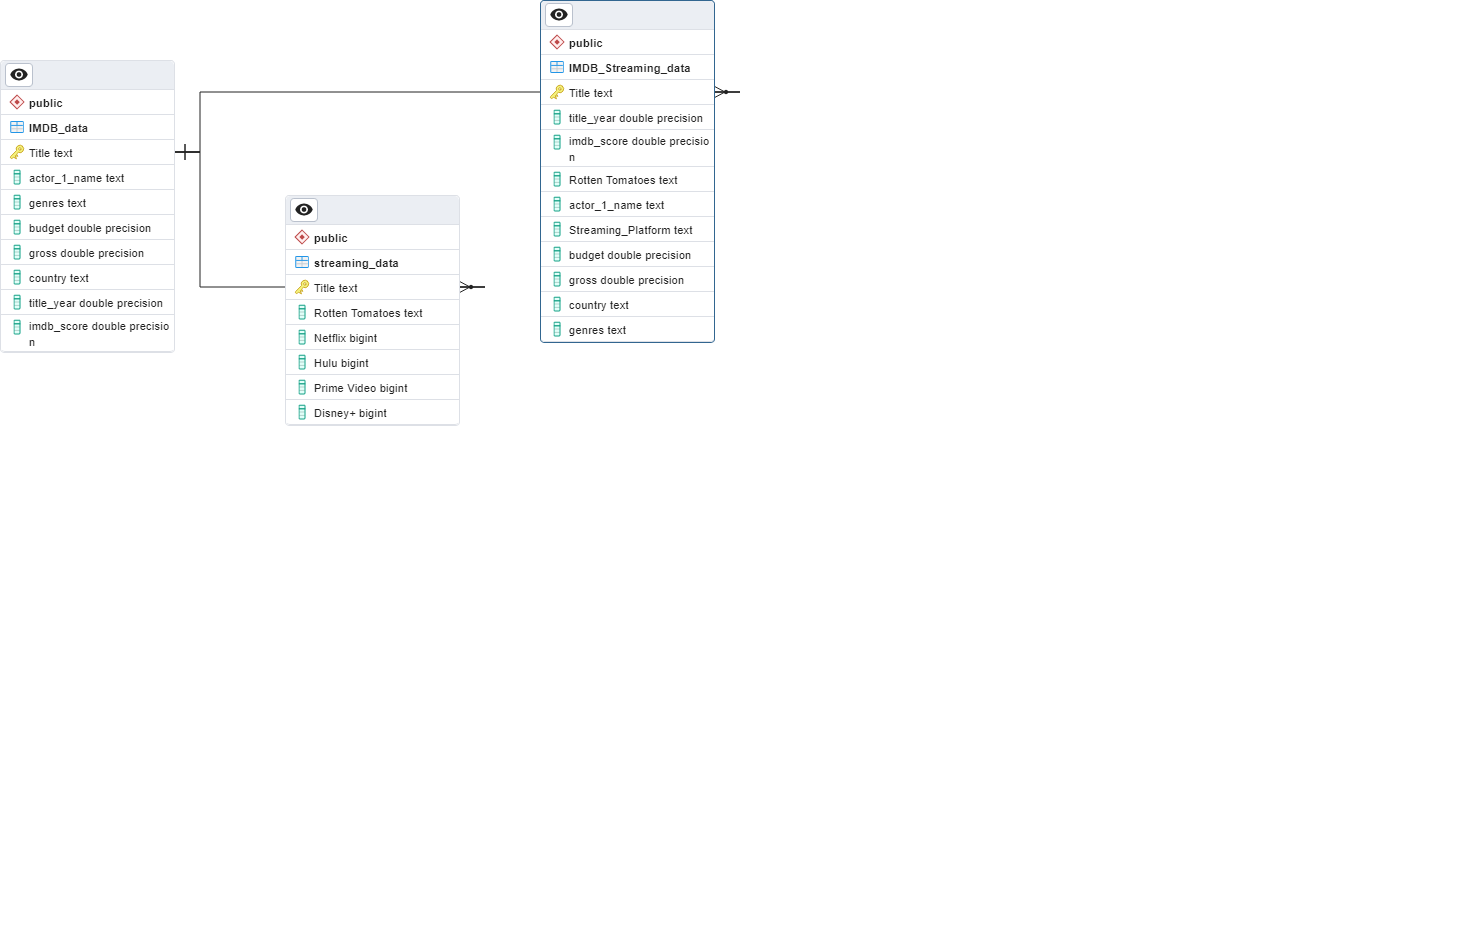 public
IMDB_data
Title text
actor_1_name text
genres text
budget double precision
gross double precision
country text
title_year double precision
imdb_score double precisio
n
public
streaming_data
Title text
Rotten Tomatoes text
Netflix bigint
Hulu bigint
Prime Video bigint
Disney+ bigint
public
IMDB_Streaming_data
Title text
title_year double precision
imdb_score double precisio
n
Rotten Tomatoes text
actor_1_name text
Streaming_Platform text
budget double precision
gross double precision
country text
genres text